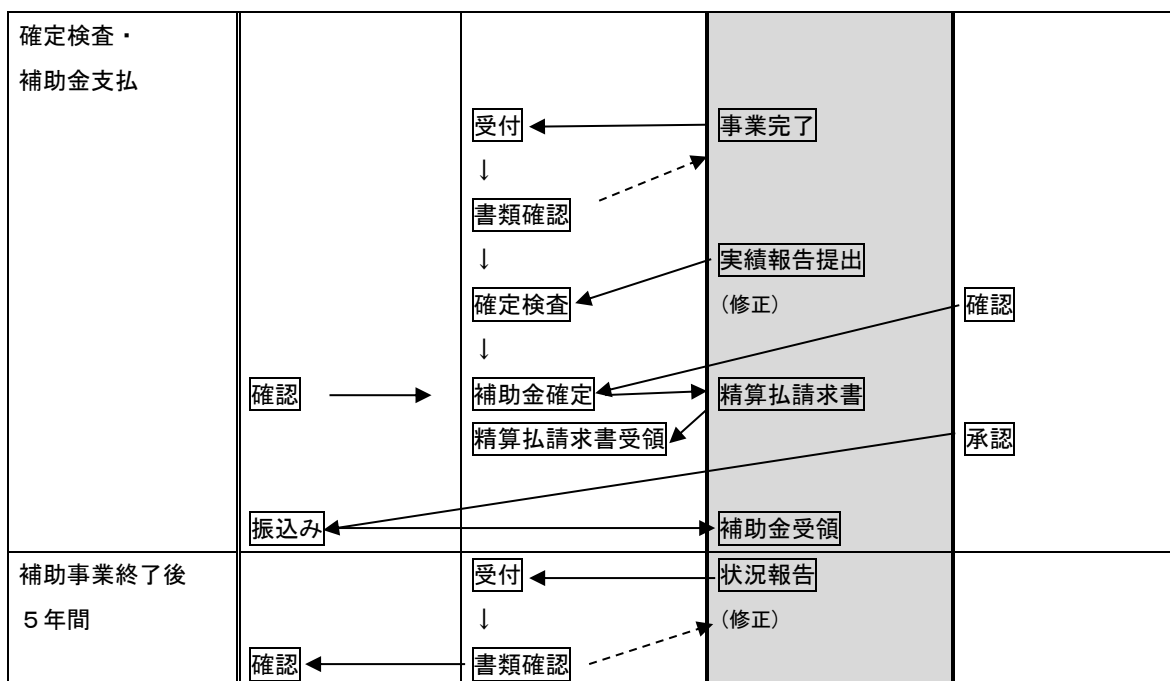 確定検査・
補助金支払
受付
事業完了
↓
書類確認
↓
実績報告提出
確定検査
（修正）
確認
↓
確認
補助金確定
精算払請求書
精算払請求書受領
承認
振込み
補助金受領
補助事業終了後
５年間
受付
状況報告
↓
（修正）
確認
書類確認